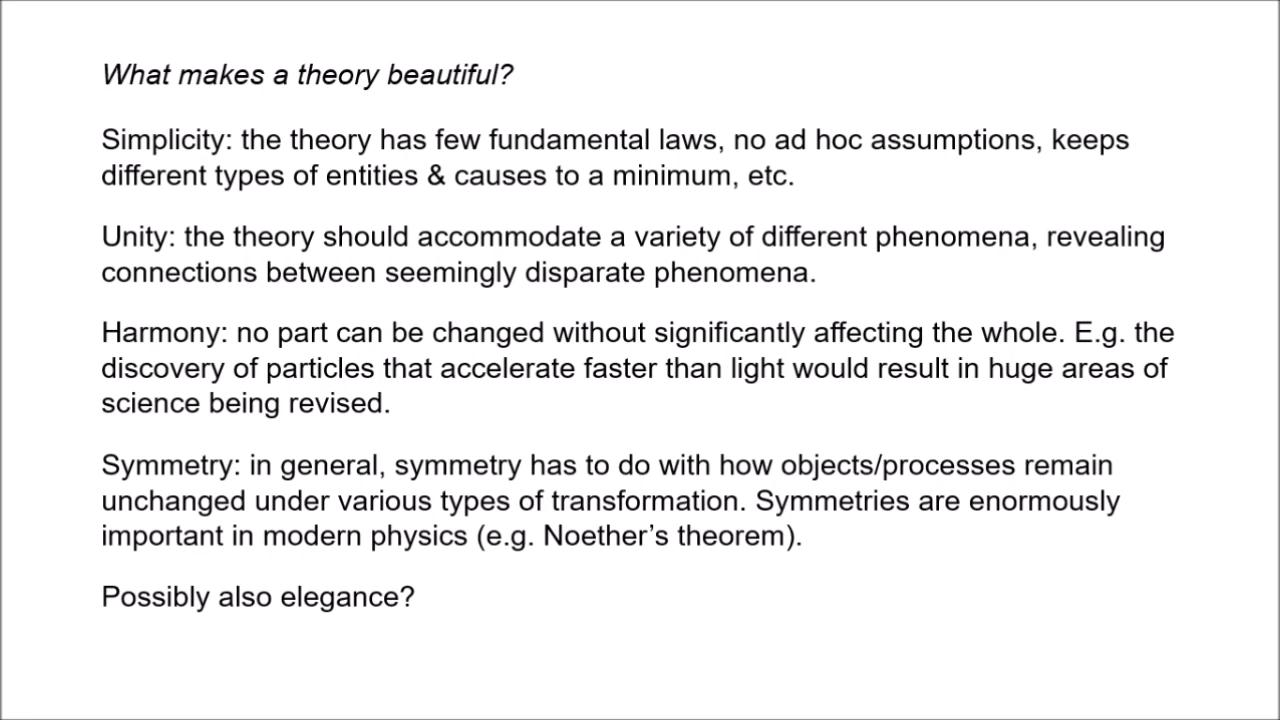 What makes a theory beautiful?
Simplicity: the theory has few fundamental laws, no ad hoc assumptions, keeps
different types of entities & causes to a minimum, etc.
Unity: the theory should accommodate a variety of different phenomena, revealing
connections between seemingly disparate phenomena.
Harmony: no part can be changed without significantly affecting the whole. E.g. the
discovery of particles that accelerate faster than light would result in huge areas of
science being revised.
Symmetry: in general, symmetry has to do with how objects/processes remain
unchanged under various types of transformation. Symmetries are enormously
important in modern physics (e.g. Noether’s theorem).
Possibly also elegance?